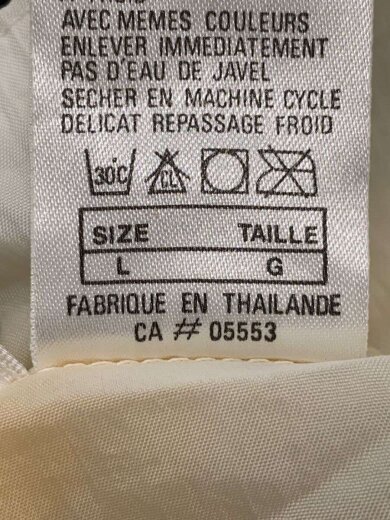 AVEC MEMES COULEURS
ENLEVER IMMEDIATEMENT
PAS D'EAU DE JAVEL
SECHER EN MACHINE CYCLE
DELICAT REPASSAGE FROID
30°C CL
SIZE TAILLE
L G
FABRIQUE EN THAILANDE
CA # 05553